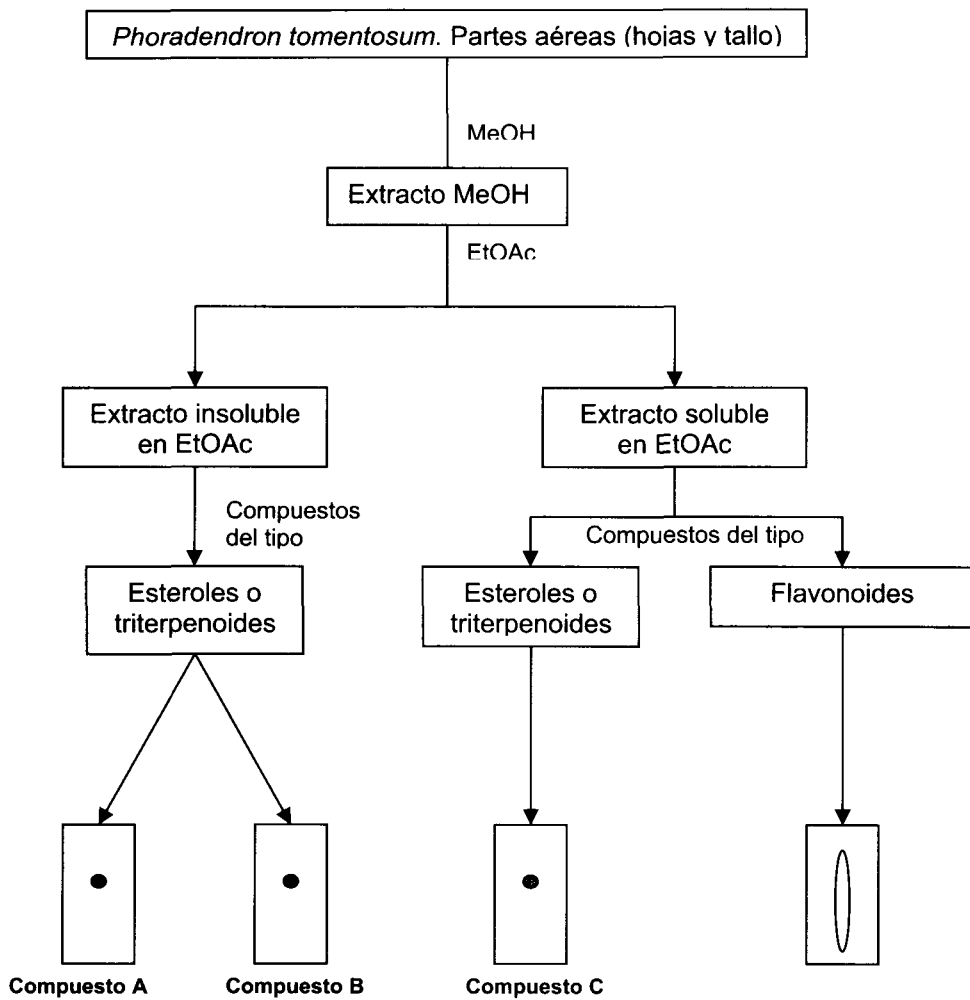 Phoradendron tomentosum. Partes aéreas (hojas y tallo)
MeOH
Extracto MeOH
EtOAc
Extracto insoluble
en EtOAc
Extracto soluble
en EtOAc
Compuestos
del tipo
Compuestos del tipo
Esteroles o
triterpenoides
Esteroles o
triterpenoides
Flavonoides
Compuesto A
Compuesto B
Compuesto C